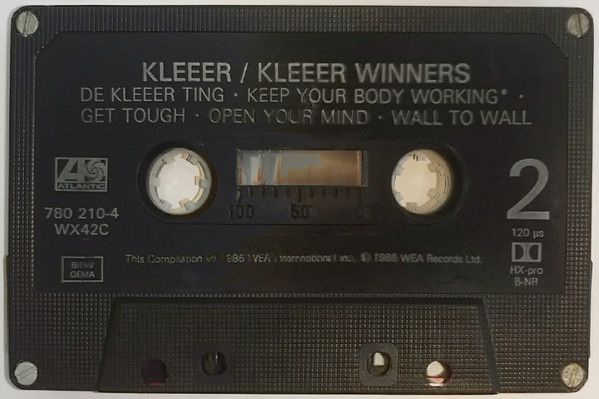 KLEEER / KLEEER WINNERS
DE KLEEER TING · KEEP YOUR BODY WORKING* ·
GET TOUGH · OPEN YOUR MIND · WALL TO WALL
ATLANTIC
780 210-4
WX42C
100 50 0
2
120 µs
HX-pro
B-NR
BIEM/
GEMA
This Compilation ℗ 1986 WEA International Inc. © 1986 WEA Records Ltd.